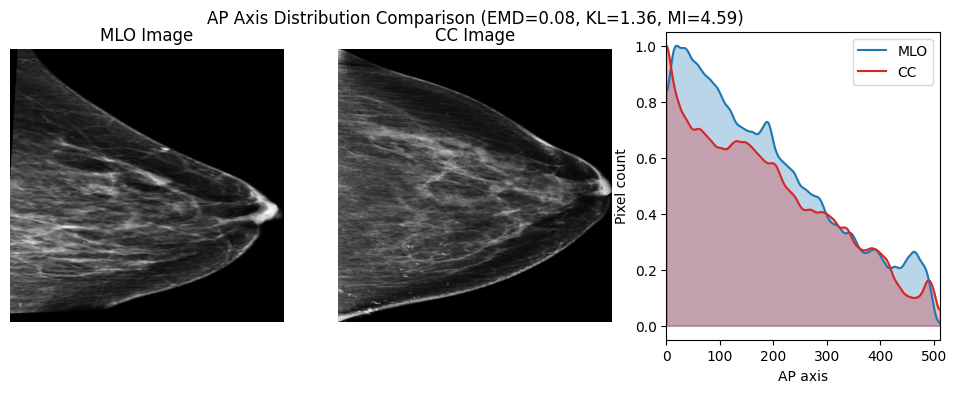 AP Axis Distribution Comparison (EMD=0.08, KL=1.36, MI=4.59)
MLO Image
CC Image
MLO
CC
Pixel count
1.0
0.8
0.6
0.4
0.2
0.0
0 100 200 300 400 500
AP axis